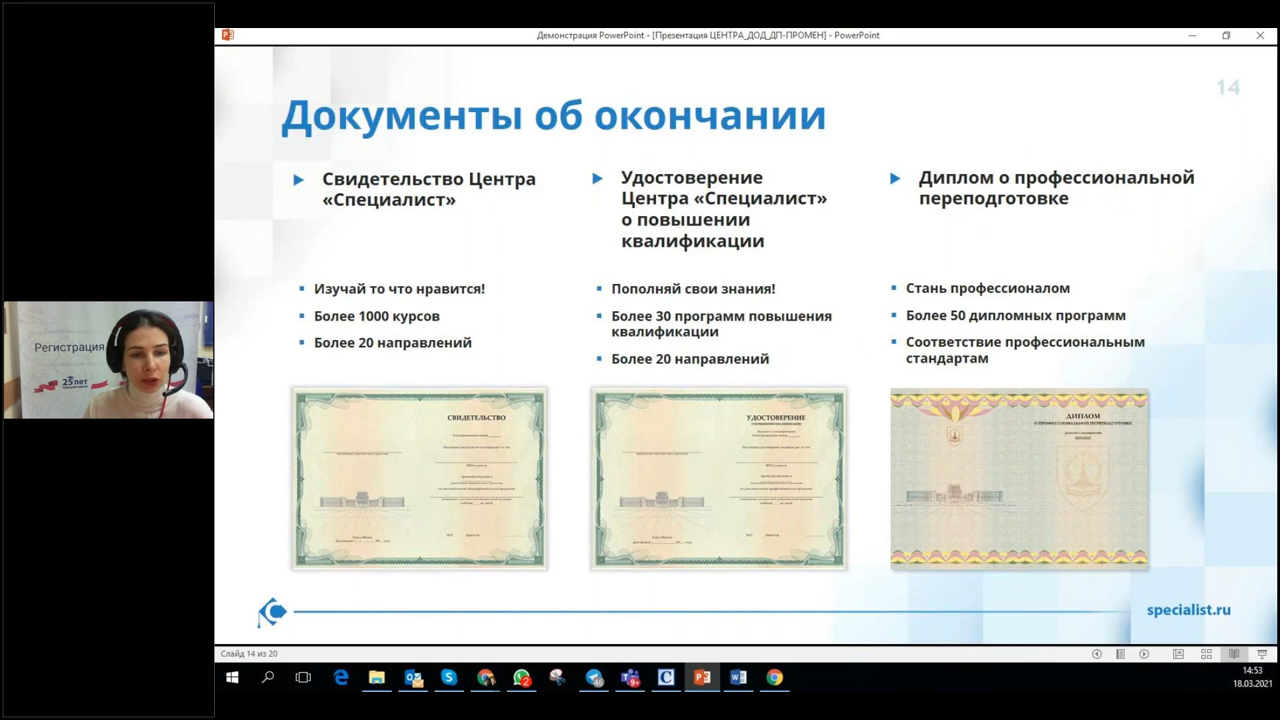 Демонстрация PowerPoint - [Презентация ЦЕНТРА_ДОД_ДП-ПРОМЕН] - PowerPoint
14
Документы об окончании
Свидетельство Центра
«Специалист»
Удостоверение
Центра «Специалист»
о повышении
квалификации
Диплом о профессиональной
переподготовке
Изучай то что нравится!
Более 1000 курсов
Более 20 направлений
Пополняй свои знания!
Более 30 программ повышения
квалификации
Более 20 направлений
Стань профессионалом
Более 50 дипломных программ
Соответствие профессиональным
стандартам
Регистрация
25 лет
СВИДЕТЕЛЬСТВО
УДОСТОВЕРЕНИЕ
О ПОВЫШЕНИИ КВАЛИФИКАЦИИ
ДИПЛОМ
О ПРОФЕССИОНАЛЬНОЙ ПЕРЕПОДГОТОВКЕ
specialist.ru
Слайд 14 из 20
14:53
18.03.2021